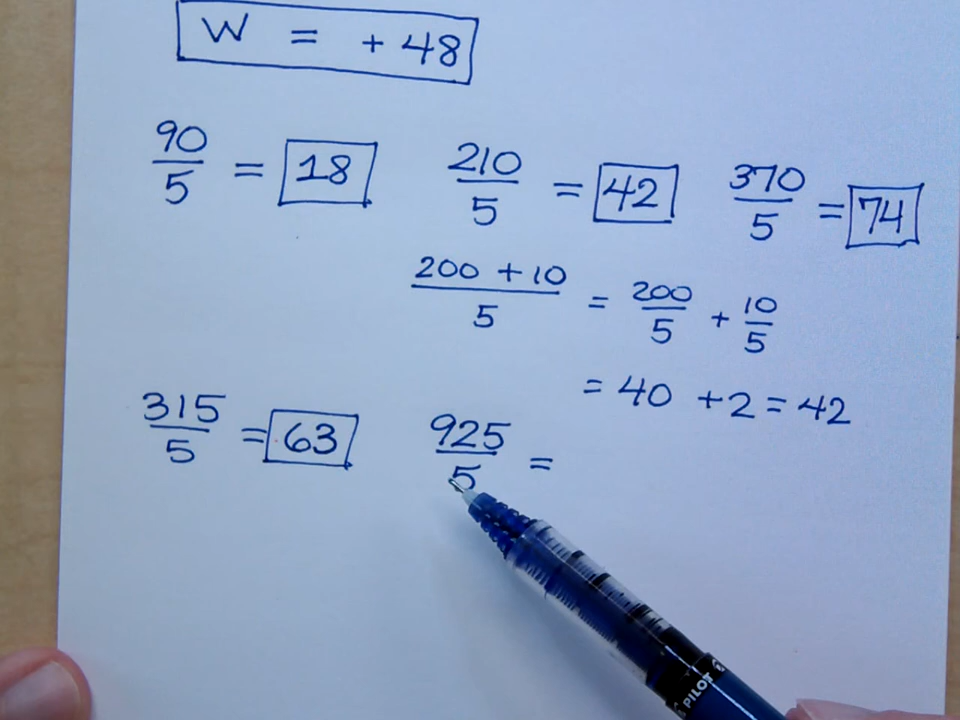 W = + 48
90/5 = 18
210/5 = 42
370/5 = 74
200 + 10/5 = 200/5 + 10/5
= 40 + 2 = 42
315/5 = 63
925/5 =
PILOT